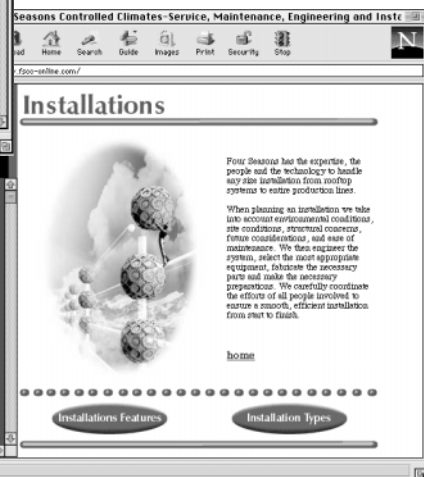 Seasons Controlled Climates-Service, Maintenance, Engineering and Insta
ad Home Search Guide Images Print Security Stop
N
.fscc-online.com/
Installations
Four Seasons has the expertise, the
people and the technology to handle
any size installation from rooftop
systems to entire production lines.
When planning an installation we take
into account environmental conditions,
site conditions, structural concerns,
future considerations, and ease of
maintenance. We then engineer the
system, select the most appropriate
equipment, fabricate the necessary
parts and make the necessary
preparations. We carefully coordinate
the efforts of all people involved to
ensure a smooth, efficient installation
from start to finish.
home
Installations Features
Installation Types